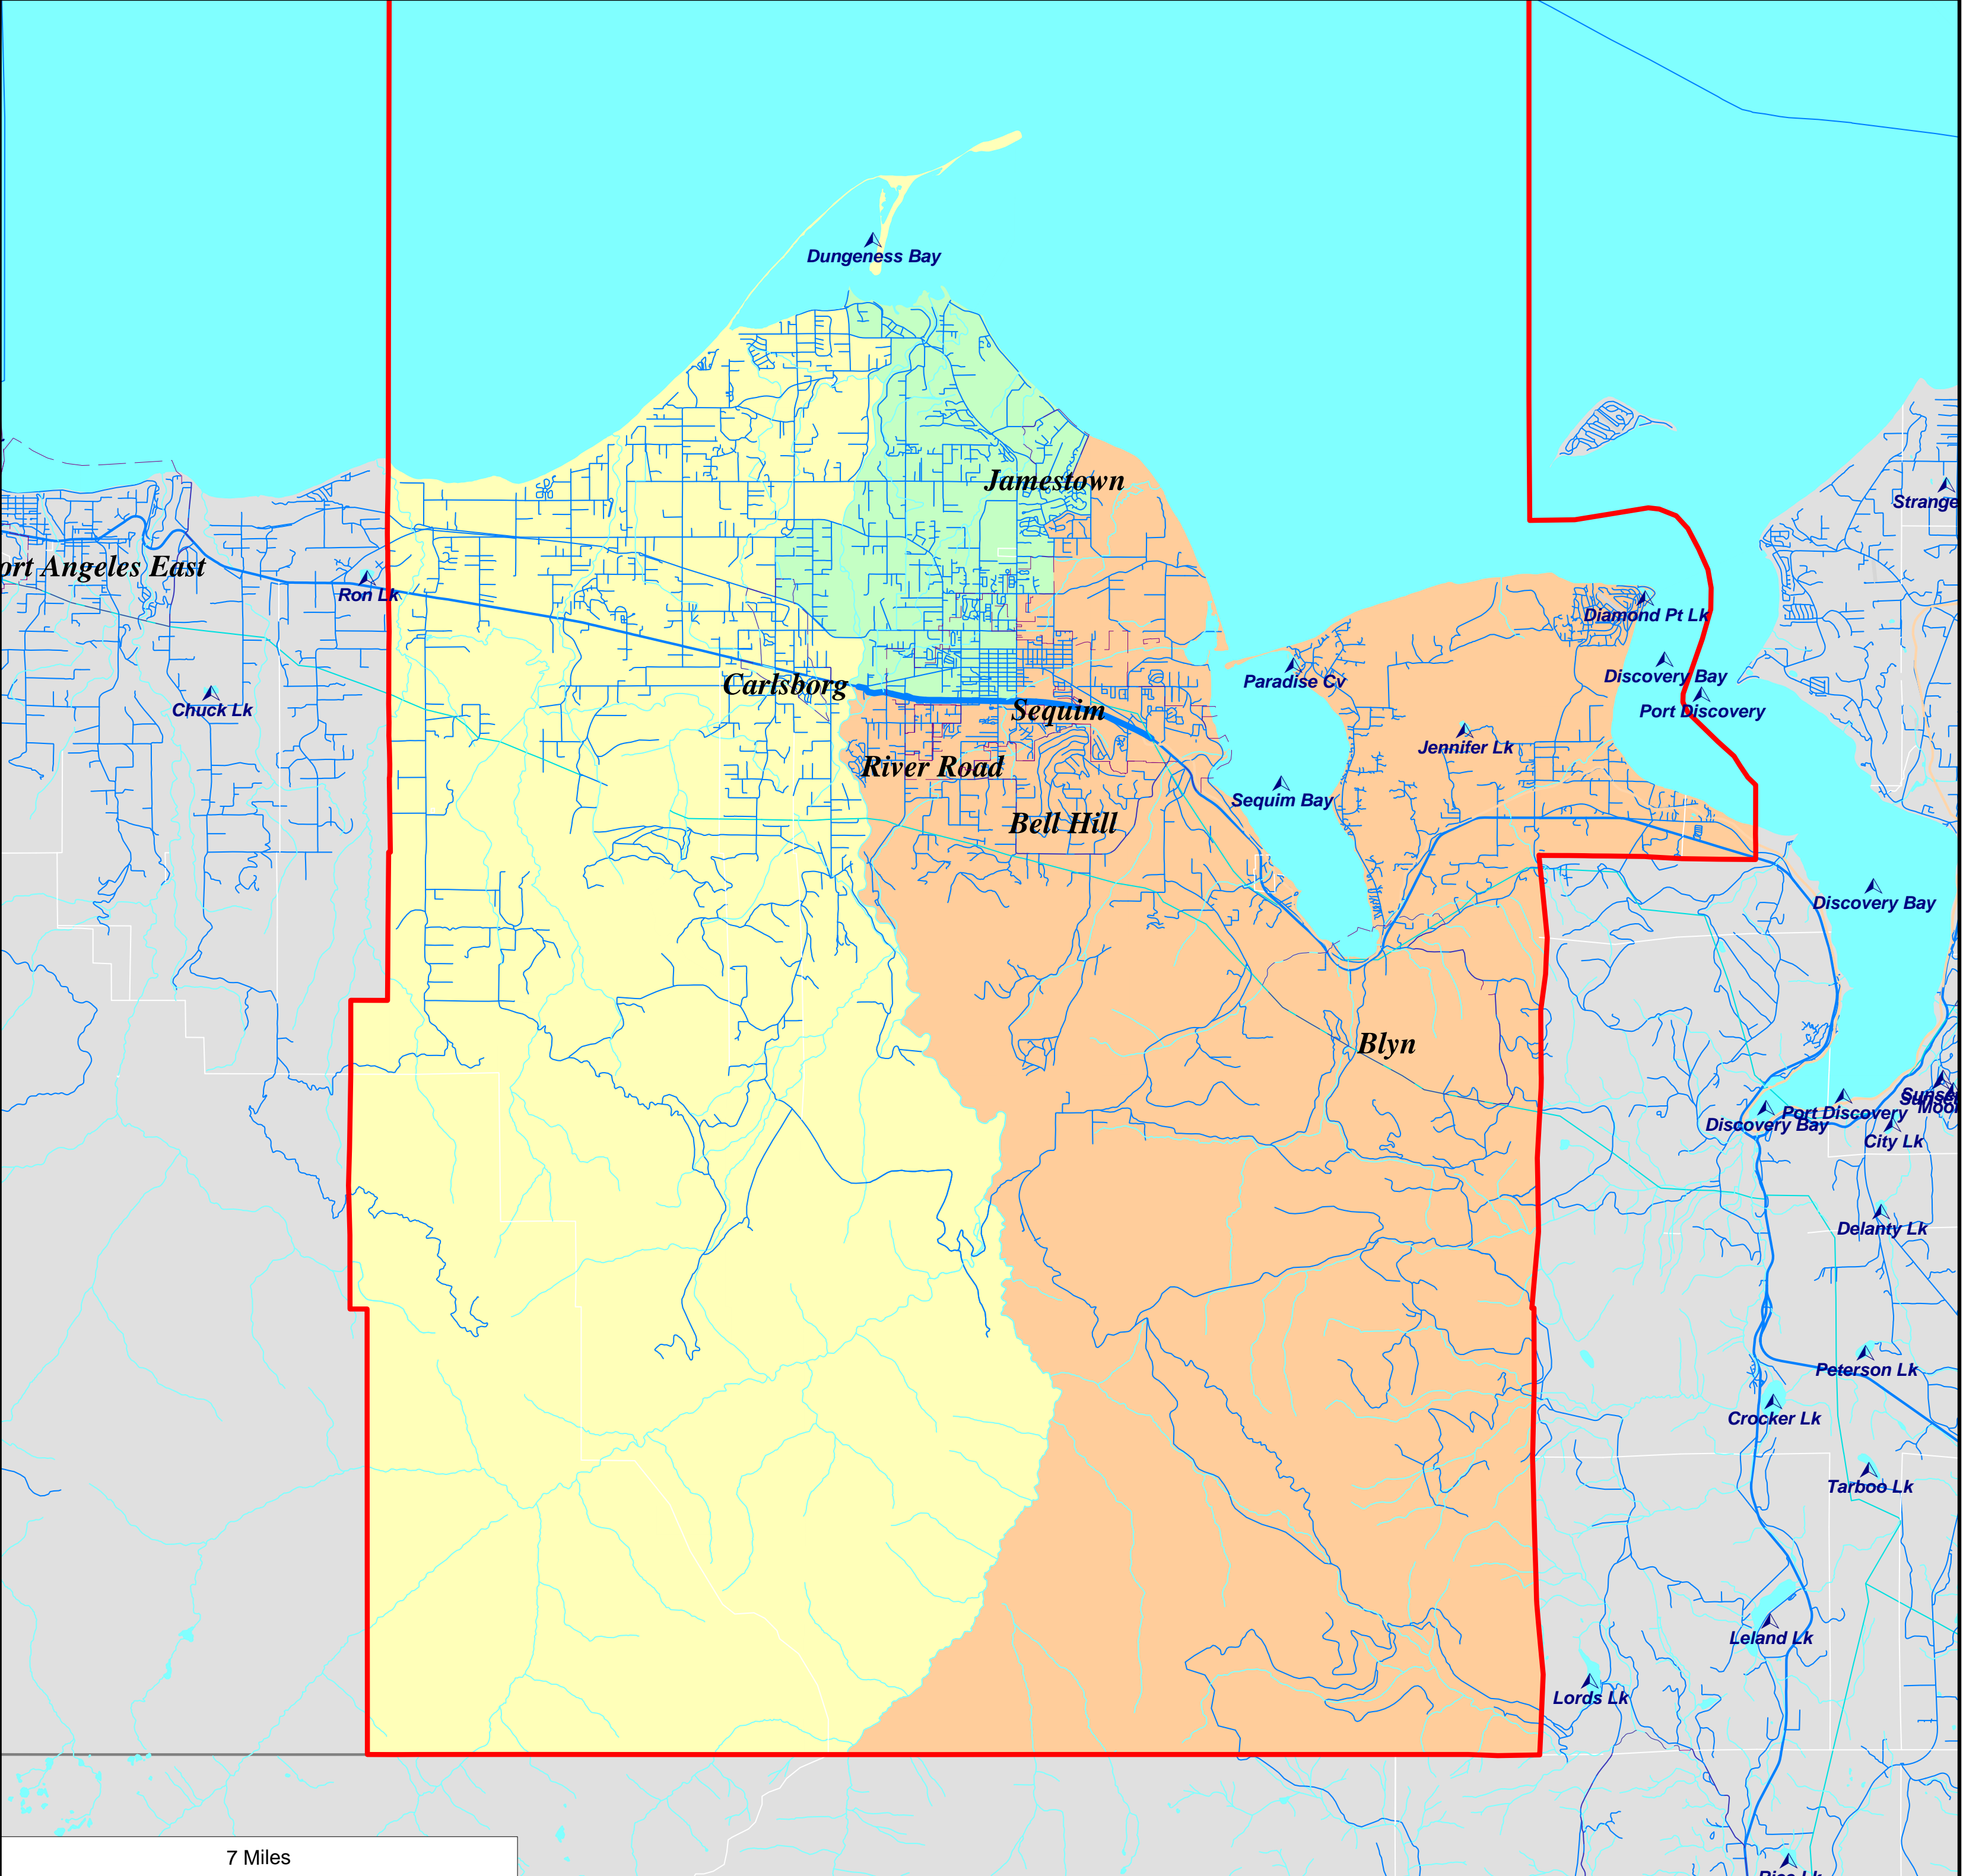 Dungeness Bay
Jamestown
Strange
ort Angeles East
Ron Lk
Diamond Pt Lk
Carlsborg
Paradise Cv
Discovery Bay
Chuck Lk
Sequim
Port Discovery
River Road
Jennifer Lk
Sequim Bay
Bell Hill
Discovery Bay
Blyn
Sunset
Port Discovery
Discovery Bay
City Lk
Delanty Lk
Peterson Lk
Crocker Lk
Tarboo Lk
Leland Lk
Lords Lk
7 Miles